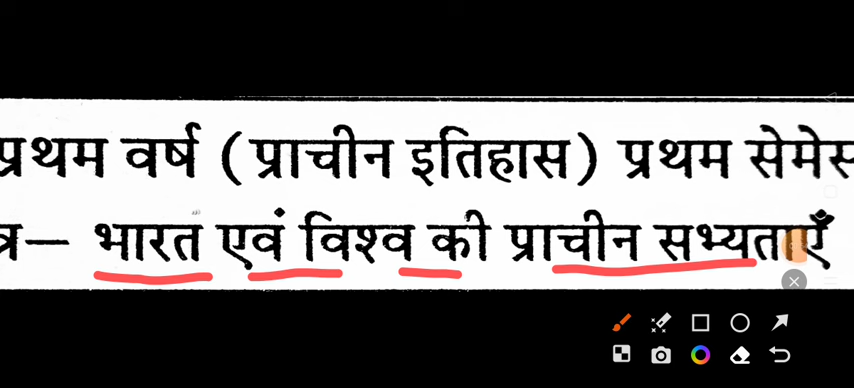 प्रथम वर्ष (प्राचीन इतिहास) प्रथम सेमेस
त्र— भारत एवं विश्व की प्राचीन सभ्यताएँ